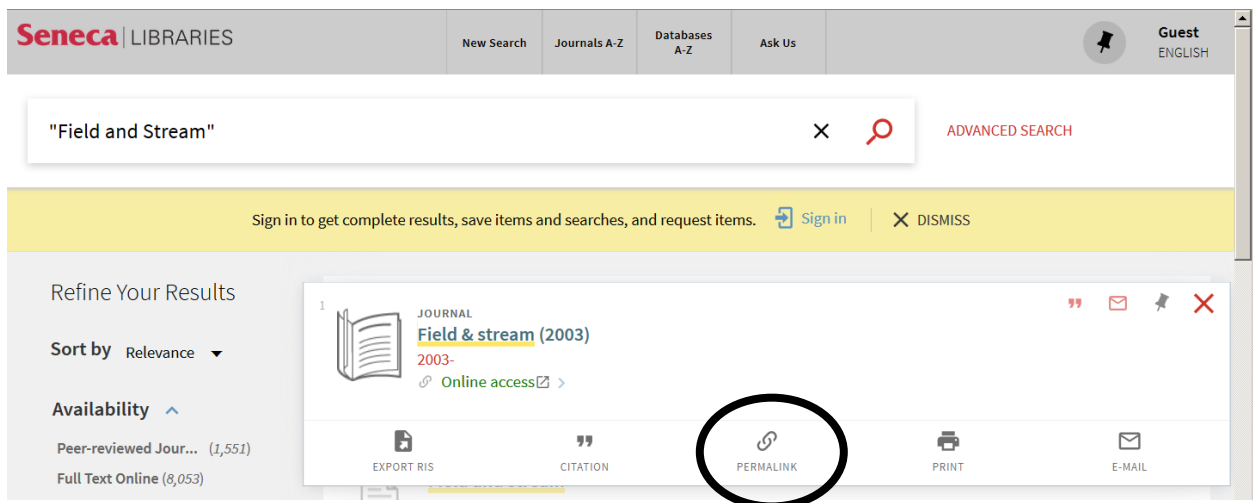 Seneca | LIBRARIES
New Search
Journals A-Z
Databases
A-Z
Ask Us
Guest
ENGLISH
"Field and Stream"
ADVANCED SEARCH
Sign in to get complete results, save items and searches, and request items.
Sign in
DISMISS
Refine Your Results
Sort by Relevance
Availability
Peer-reviewed Jour... (1,551)
Full Text Online (8,053)
1
JOURNAL
Field & stream (2003)
2003-
Online access
EXPORT RIS
CITATION
PERMALINK
PRINT
E-MAIL